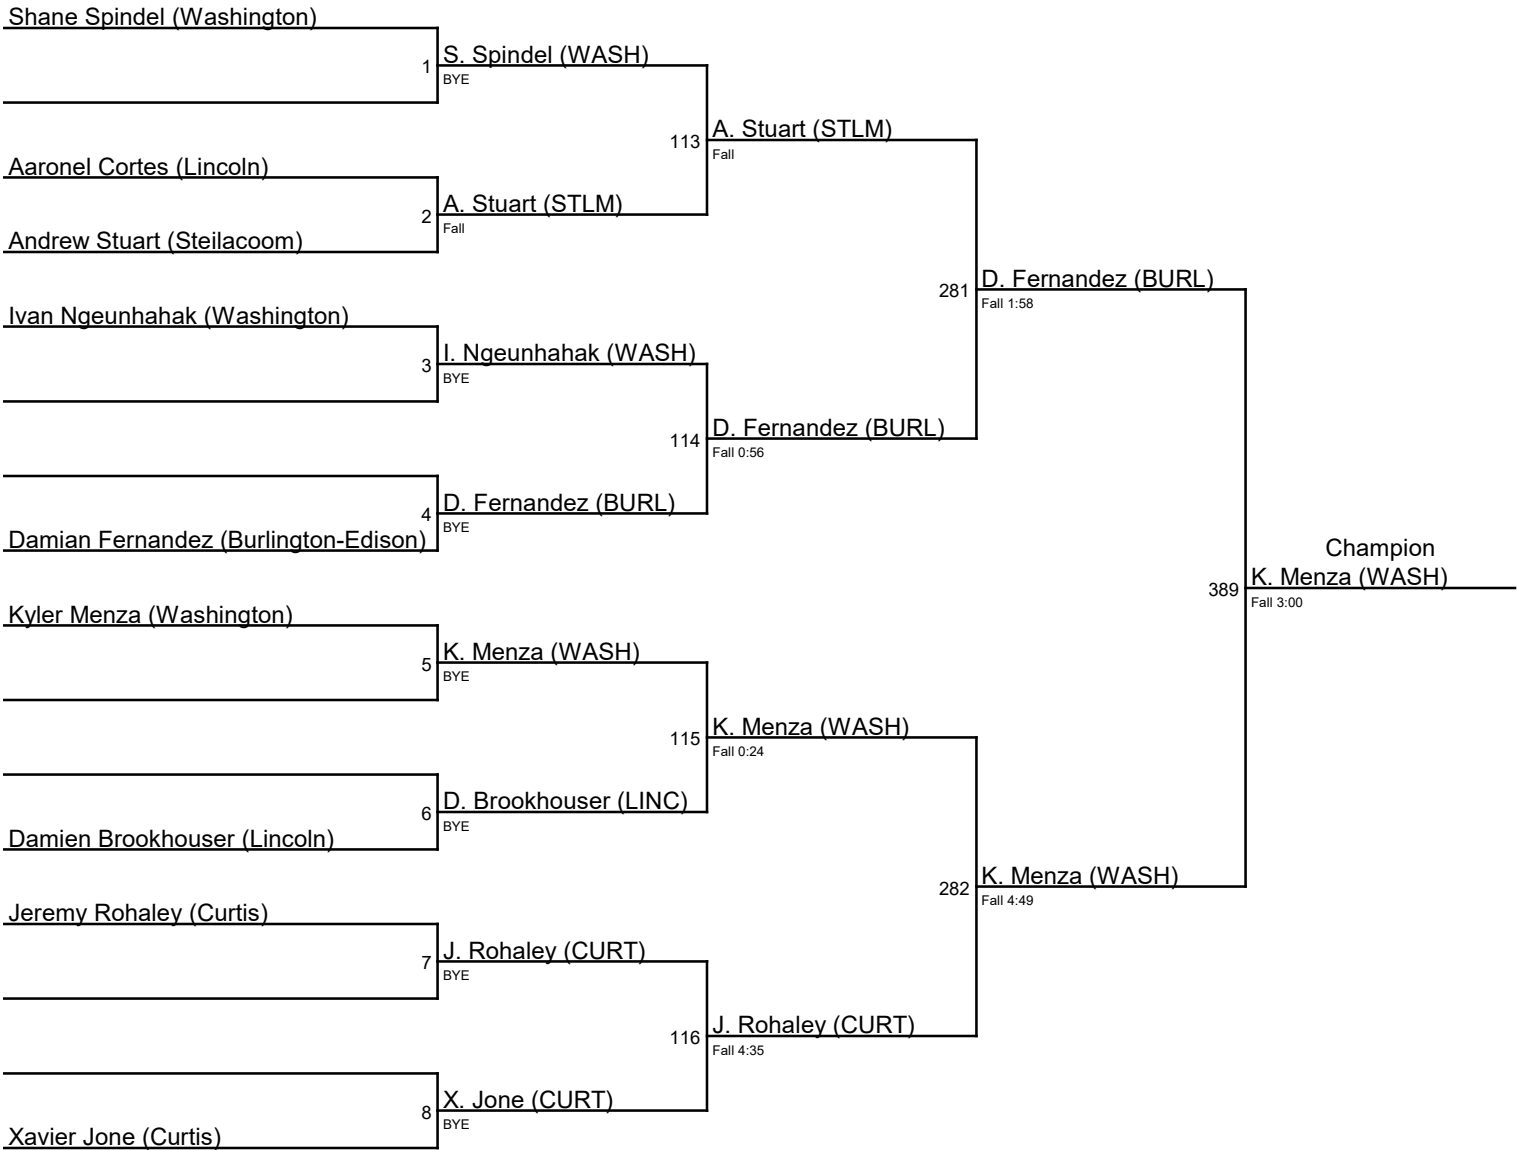 Shane Spindel (Washington)
1
S. Spindel (WASH)
BYE
113
A. Stuart (STLM)
Fall
Aaronel Cortes (Lincoln)
2
A. Stuart (STLM)
Fall
Andrew Stuart (Steilacoom)
281
D. Fernandez (BURL)
Fall 1:58
Ivan Ngeunhahak (Washington)
3
I. Ngeunhahak (WASH)
BYE
114
D. Fernandez (BURL)
Fall 0:56
4
D. Fernandez (BURL)
BYE
Damian Fernandez (Burlington-Edison)
Champion
389
K. Menza (WASH)
Fall 3:00
Kyler Menza (Washington)
5
K. Menza (WASH)
BYE
115
K. Menza (WASH)
Fall 0:24
6
D. Brookhouser (LINC)
BYE
Damien Brookhouser (Lincoln)
282
K. Menza (WASH)
Fall 4:49
Jeremy Rohaley (Curtis)
7
J. Rohaley (CURT)
BYE
116
J. Rohaley (CURT)
Fall 4:35
8
X. Jone (CURT)
BYE
Xavier Jone (Curtis)